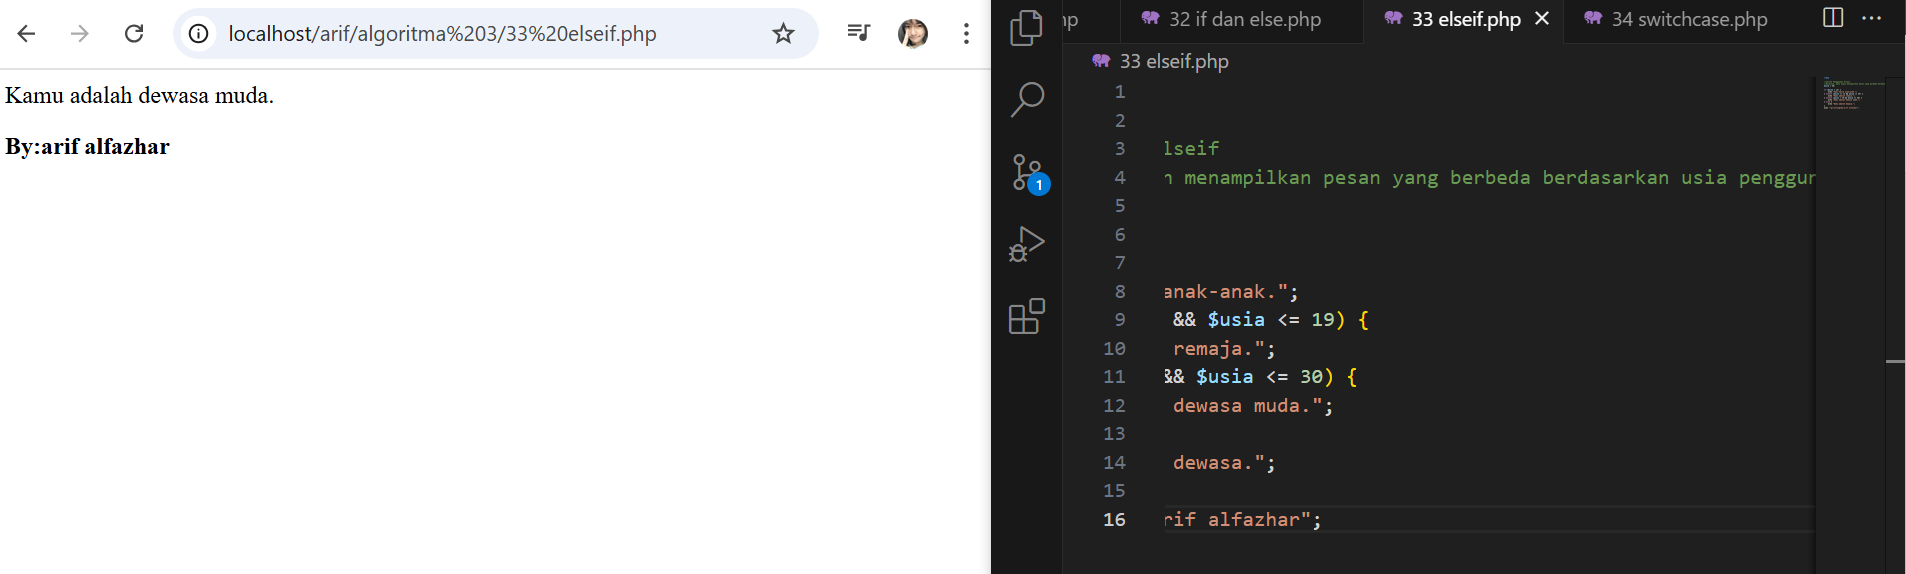 localhost/arif/algoritma%203/33%20elseif.php
Kamu adalah dewasa muda.
By:arif alfazhar
hp
32 if dan else.php
33 elseif.php
34 switchcase.php
33 elseif.php
1
2
3 lseif
4 n menampilkan pesan yang berbeda berdasarkan usia penggun
5
6
7
8 anak-anak.";
9 && $usia <= 19) {
10 remaja.";
11 && $usia <= 30) {
12 dewasa muda.";
13
14 dewasa.";
15
16 rif alfazhar";
1